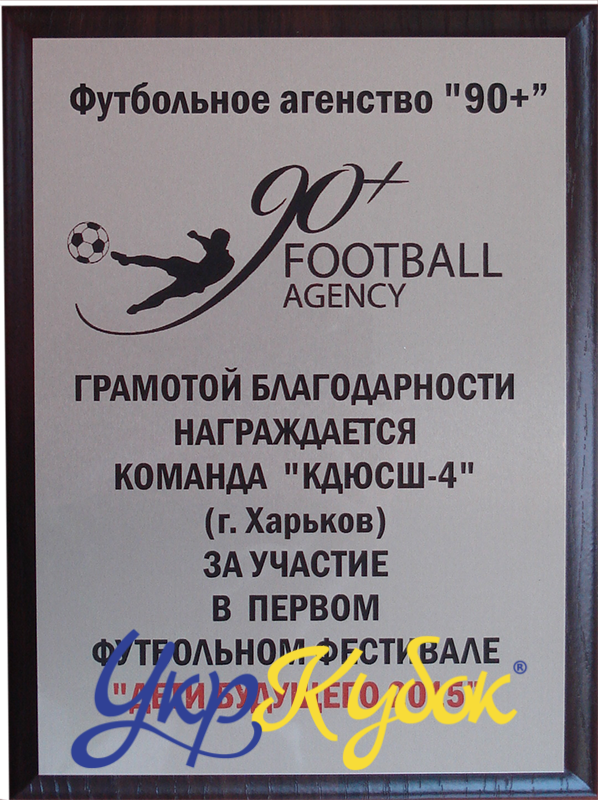 Футбольное агенство "90+”
90+
FOOTBALL
AGENCY
ГРАМОТОЙ БЛАГОДАРНОСТИ
НАГРАЖДАЕТСЯ
КОМАНДА "КДЮСШ-4"
(г. Харьков)
ЗА УЧАСТИЕ
В ПЕРВОМ
ФУТБОЛЬНОМ ФЕСТИВАЛЕ
"ДЕТИ БУДУЩЕГО 2015"
УкрКубок®